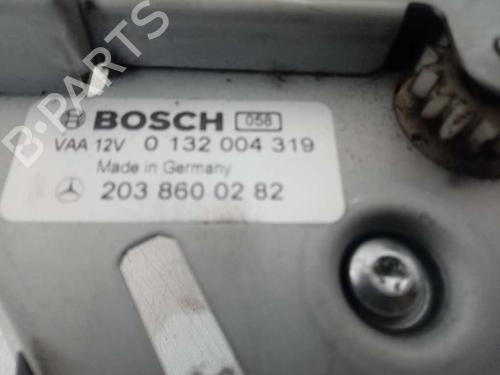 B-PARTS
BOSCH 058
VAA 12V 0 132 004 319
Made in Germany
203 860 02 82